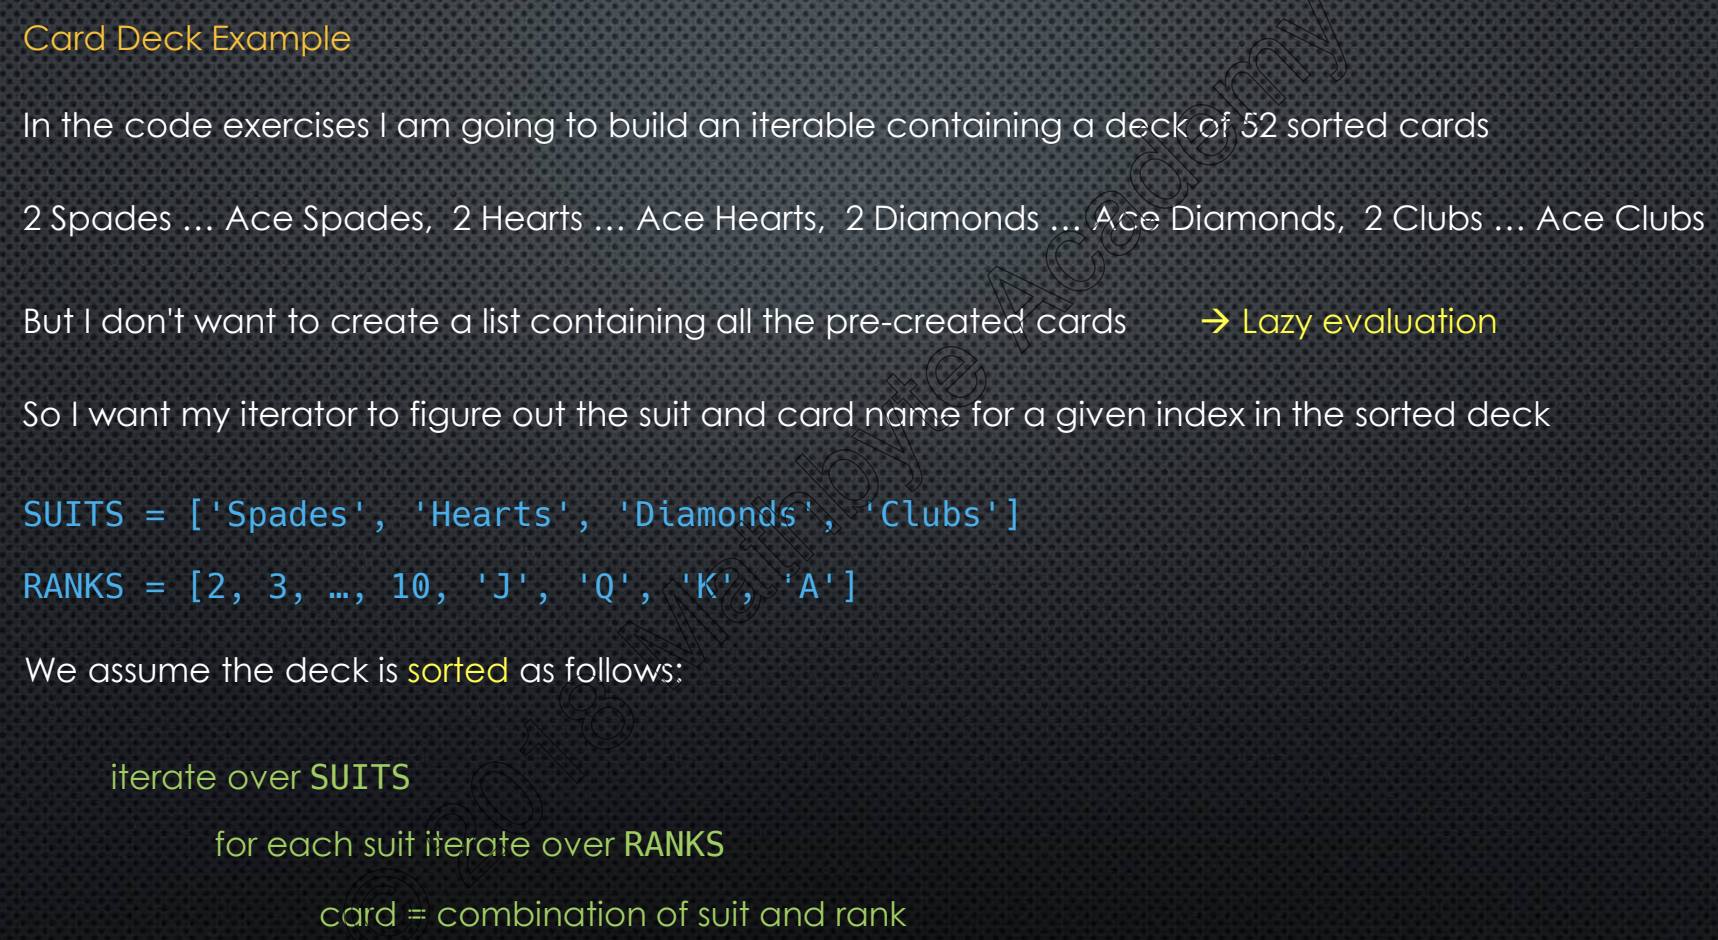 Card Deck Example
In the code exercises I am going to build an iterable containing a deck of 52 sorted cards
2 Spades … Ace Spades, 2 Hearts … Ace Hearts, 2 Diamonds … Ace Diamonds, 2 Clubs … Ace Clubs
But I don't want to create a list containing all the pre-created cards → Lazy evaluation
So I want my iterator to figure out the suit and card name for a given index in the sorted deck
SUITS = ['Spades', 'Hearts', 'Diamonds', 'Clubs']
RANKS = [2, 3, …, 10, 'J', 'Q', 'K', 'A']
We assume the deck is sorted as follows:
iterate over SUITS
for each suit iterate over RANKS
card = combination of suit and rank
© 2018 Mathbyte Academy